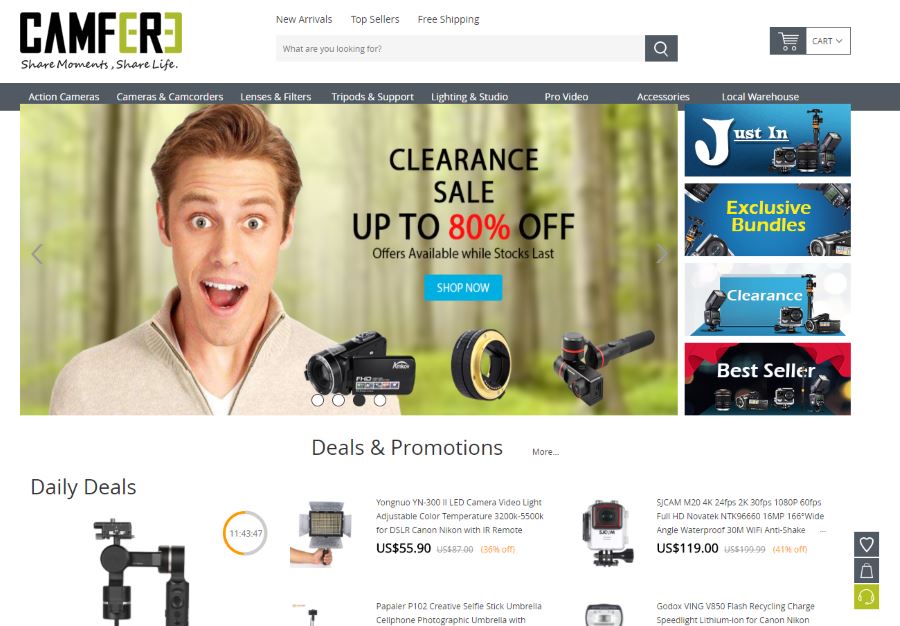 CAMFERE
Share Moments , Share Life.
New Arrivals Top Sellers Free Shipping
What are you looking for?
CART
Action Cameras Cameras & Camcorders Lenses & Filters Tripods & Support Lighting & Studio Pro Video Accessories Local Warehouse
CLEARANCE
SALE
UP TO 80% OFF
Offers Available while Stocks Last
SHOP NOW
FHD
Just In
Exclusive
Bundles
Clearance
Best Seller
Deals & Promotions More...
Daily Deals
11:43:47
Yongnuo YN-300 II LED Camera Video Light
Adjustable Color Temperature 3200k-5500k
for DSLR Canon Nikon with IR Remote
US$55.90 US$87.00 (36% off)
SJCAM
SJCAM M20 4K 24fps 2K 30fps 1080P 60fps
Full HD Novatek NTK96660 16MP 166°Wide
Angle Waterproof 30M WiFi Anti-Shake ...
US$119.00 US$199.99 (41% off)
Papaler P102 Creative Selfie Stick Umbrella
Cellphone Photographic Umbrella with
Godox VING V850 Flash Recycling Charge
Speedlight Lithium-ion for Canon Nikon